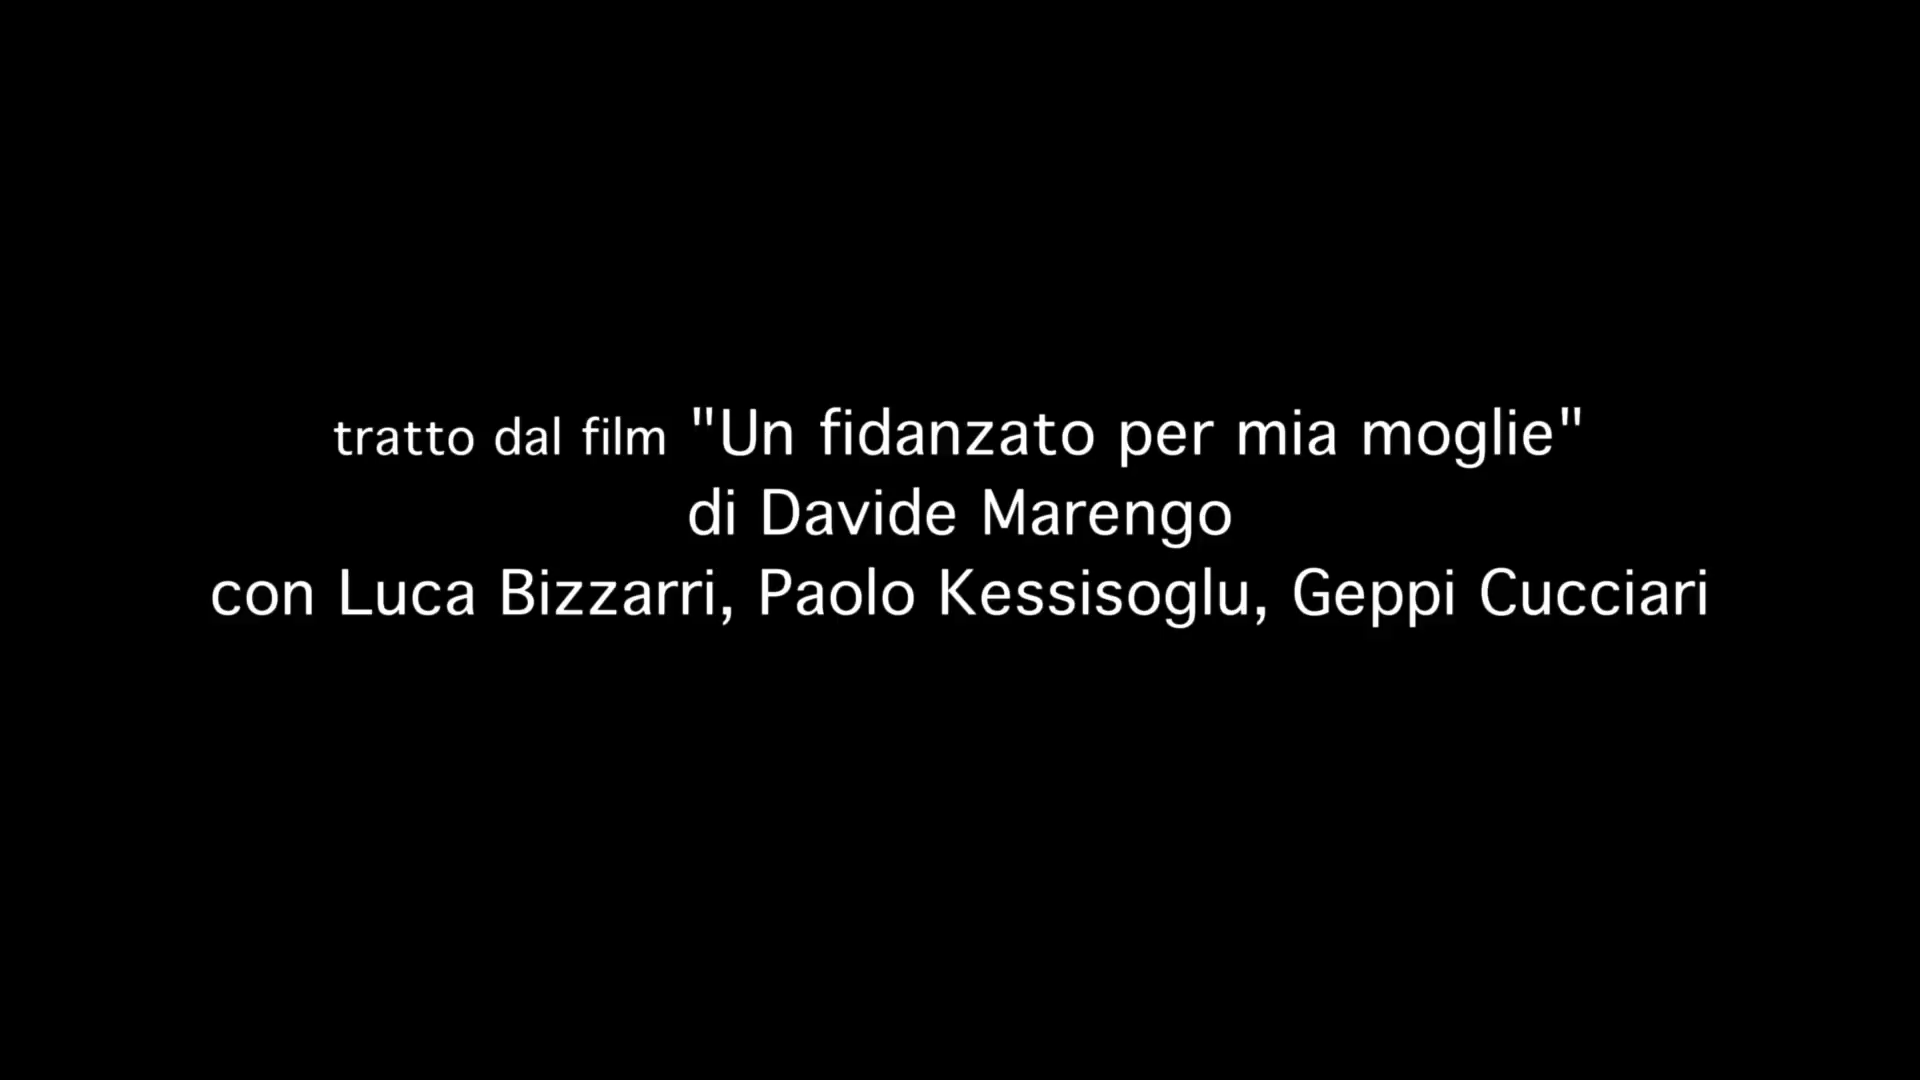 tratto dal film "Un fidanzato per mia moglie"
di Davide Marengo
con Luca Bizzarri, Paolo Kessisoglu, Geppi Cucciari